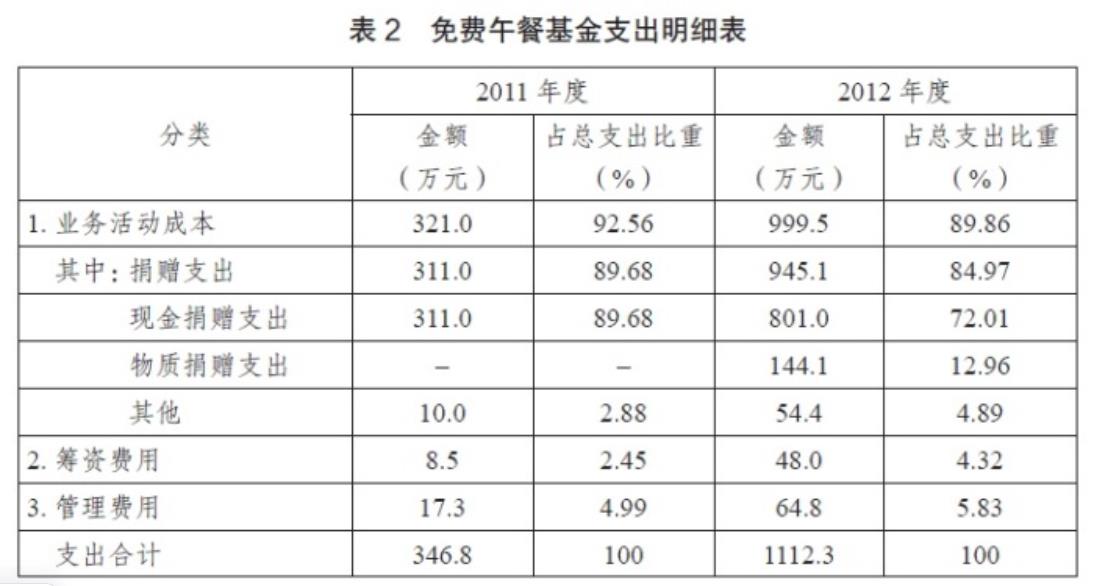 表 2 免费午餐基金支出明细表
分类 2011 年度 2012 年度
金额 占总支出比重 金额 占总支出比重
（万元） （%） （万元） （%）
1. 业务活动成本 321.0 92.56 999.5 89.86
其中：捐赠支出 311.0 89.68 945.1 84.97
现金捐赠支出 311.0 89.68 801.0 72.01
物质捐赠支出 – – 144.1 12.96
其他 10.0 2.88 54.4 4.89
2. 筹资费用 8.5 2.45 48.0 4.32
3. 管理费用 17.3 4.99 64.8 5.83
支出合计 346.8 100 1112.3 100